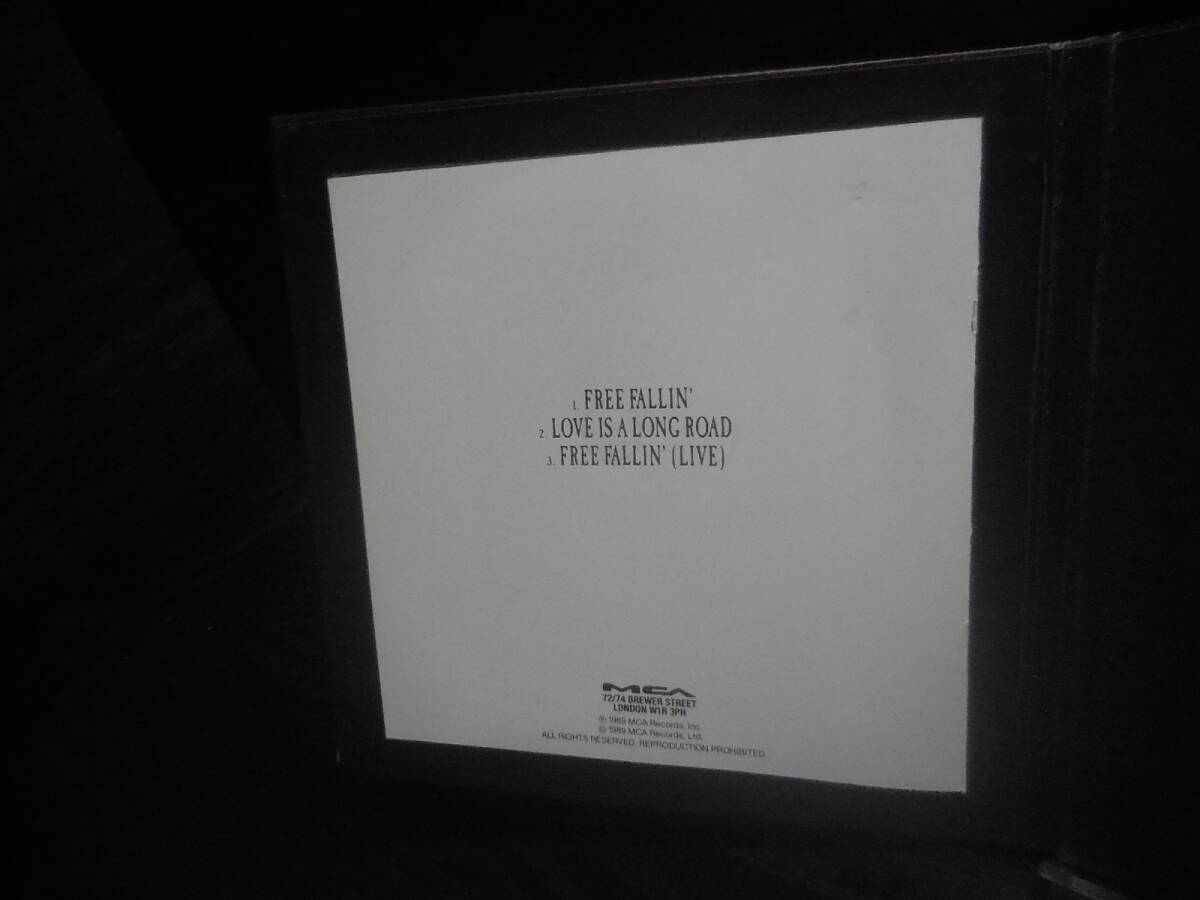 1. FREE FALLIN'
2. LOVE IS A LONG ROAD
3. FREE FALLIN' (LIVE)
MCA
72/74 BREWER STREET
LONDON W1R 3PH
℗ 1989 MCA Records, Inc.
© 1989 MCA Records, Ltd.
ALL RIGHTS RESERVED. REPRODUCTION PROHIBITED.